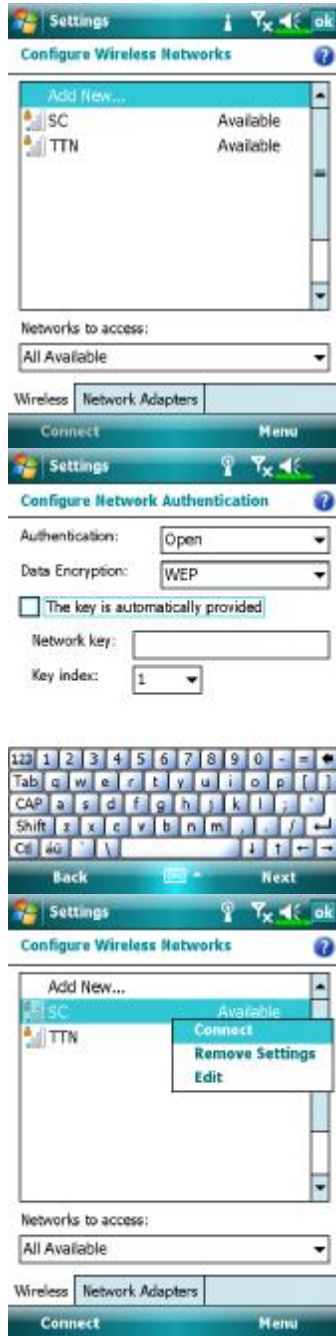 Settings
ok
Configure Wireless Networks
?
Add New...
SC Available
TTN Available
Networks to access:
All Available
Wireless Network Adapters
Connect Menu
Settings
Configure Network Authentication
?
Authentication: Open
Data Encryption: WEP
The key is automatically provided
Network key:
Key index: 1
123 1 2 3 4 5 6 7 8 9 0 - =
Tab q w e r t y u i o p [ ]
CAP a s d f g h j k l ; '
Shift z x c v b n m , . /
Ctl áü ` \
Back Next
Settings
ok
Configure Wireless Networks
?
Add New...
SC Available
TTN
Connect
Remove Settings
Edit
Networks to access:
All Available
Wireless Network Adapters
Connect Menu